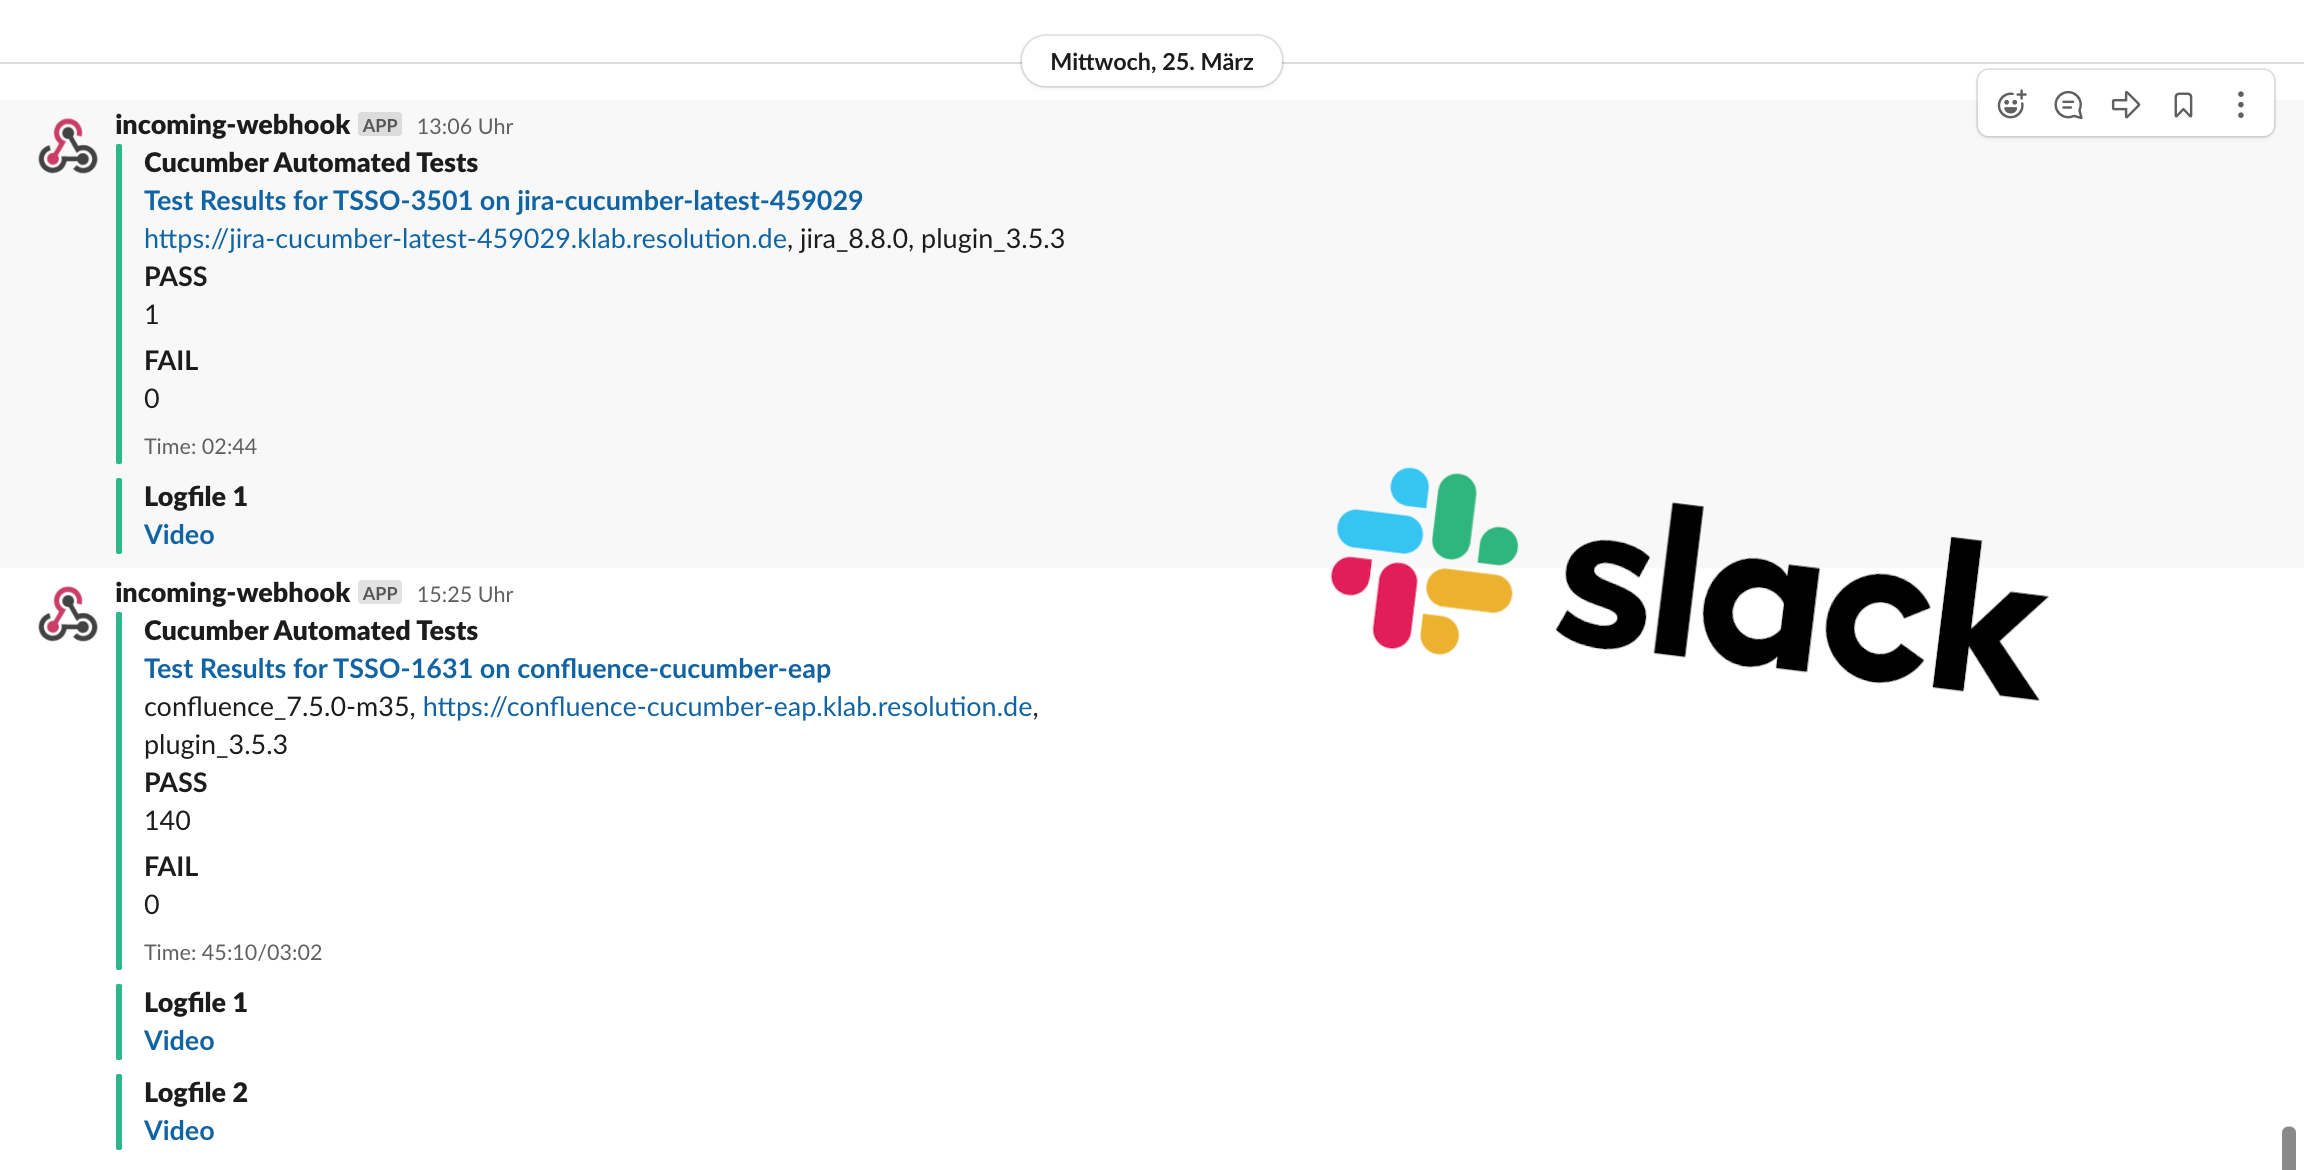 Mittwoch, 25. März
incoming-webhook APP 13:06 Uhr
Cucumber Automated Tests
Test Results for TSSO-3501 on jira-cucumber-latest-459029
https://jira-cucumber-latest-459029.klab.resolution.de, jira_8.8.0, plugin_3.5.3
PASS
1
FAIL
0
Time: 02:44
Logfile 1
Video
slack
incoming-webhook APP 15:25 Uhr
Cucumber Automated Tests
Test Results for TSSO-1631 on confluence-cucumber-eap
confluence_7.5.0-m35, https://confluence-cucumber-eap.klab.resolution.de,
plugin_3.5.3
PASS
140
FAIL
0
Time: 45:10/03:02
Logfile 1
Video
Logfile 2
Video